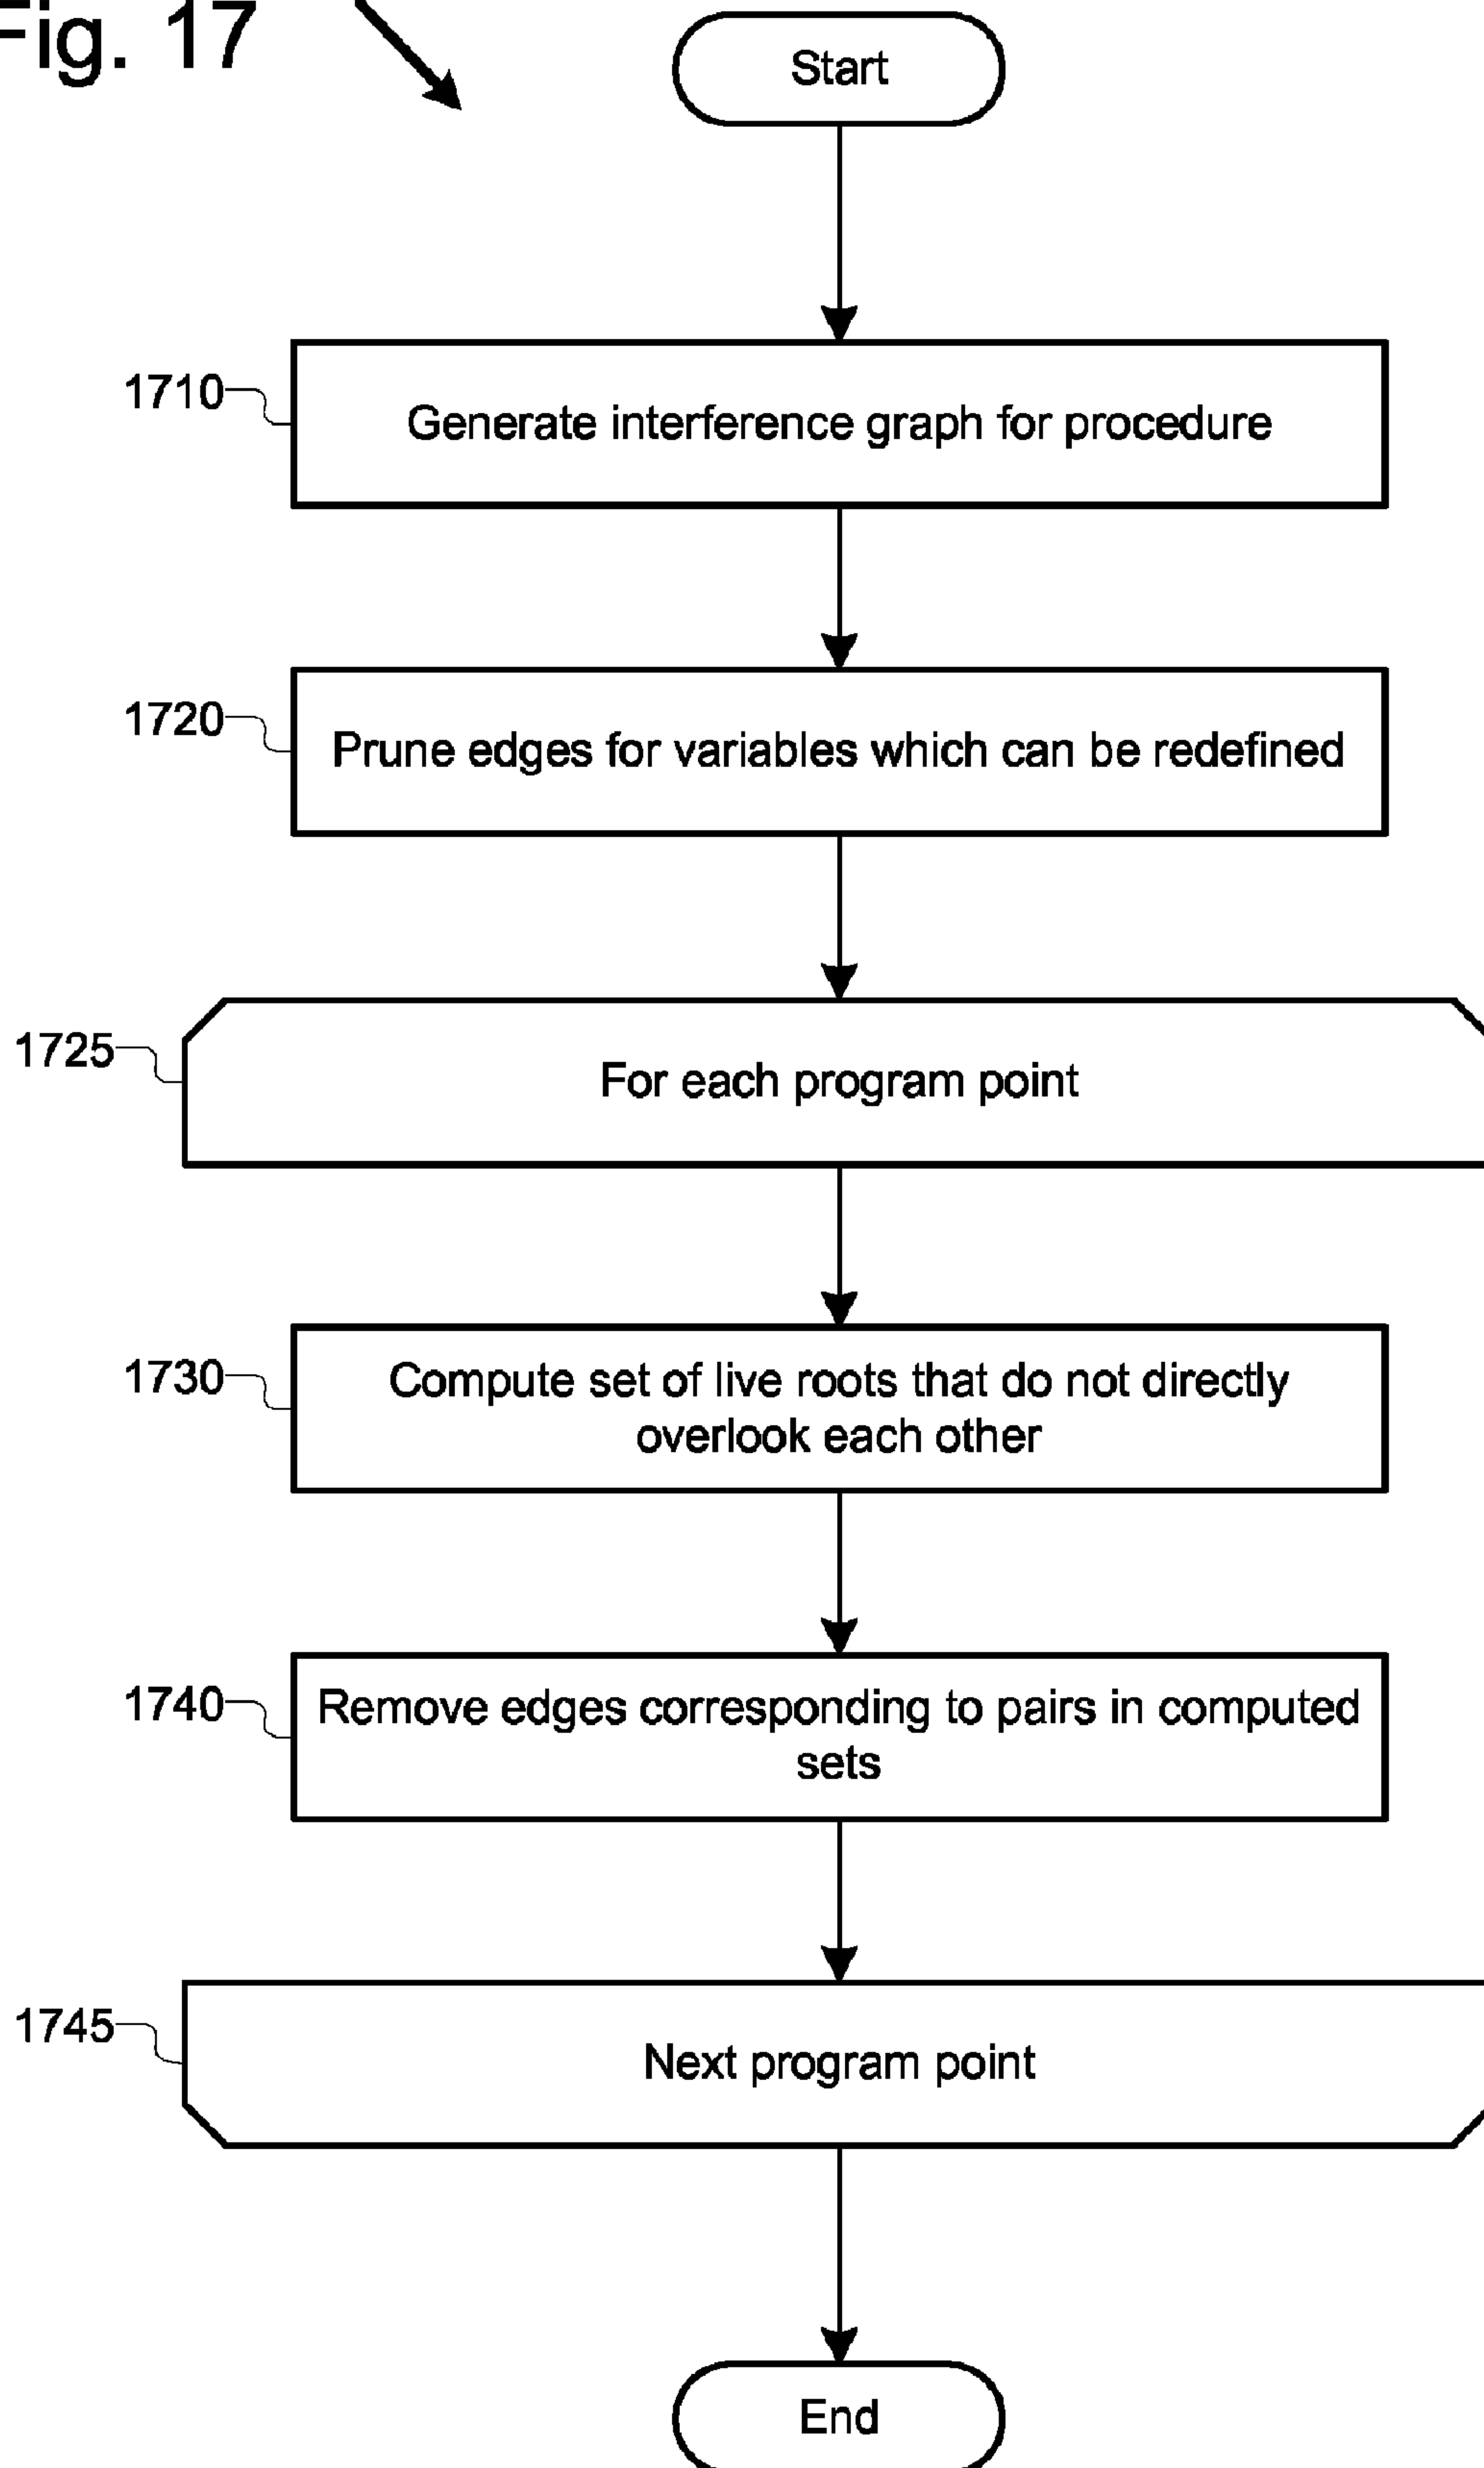 Fig. 17
Start
1710
Generate interference graph for procedure
1720
Prune edges for variables which can be redefined
1725
For each program point
1730
Compute set of live roots that do not directly
overlook each other
1740
Remove edges corresponding to pairs in computed
sets
1745
Next program point
End